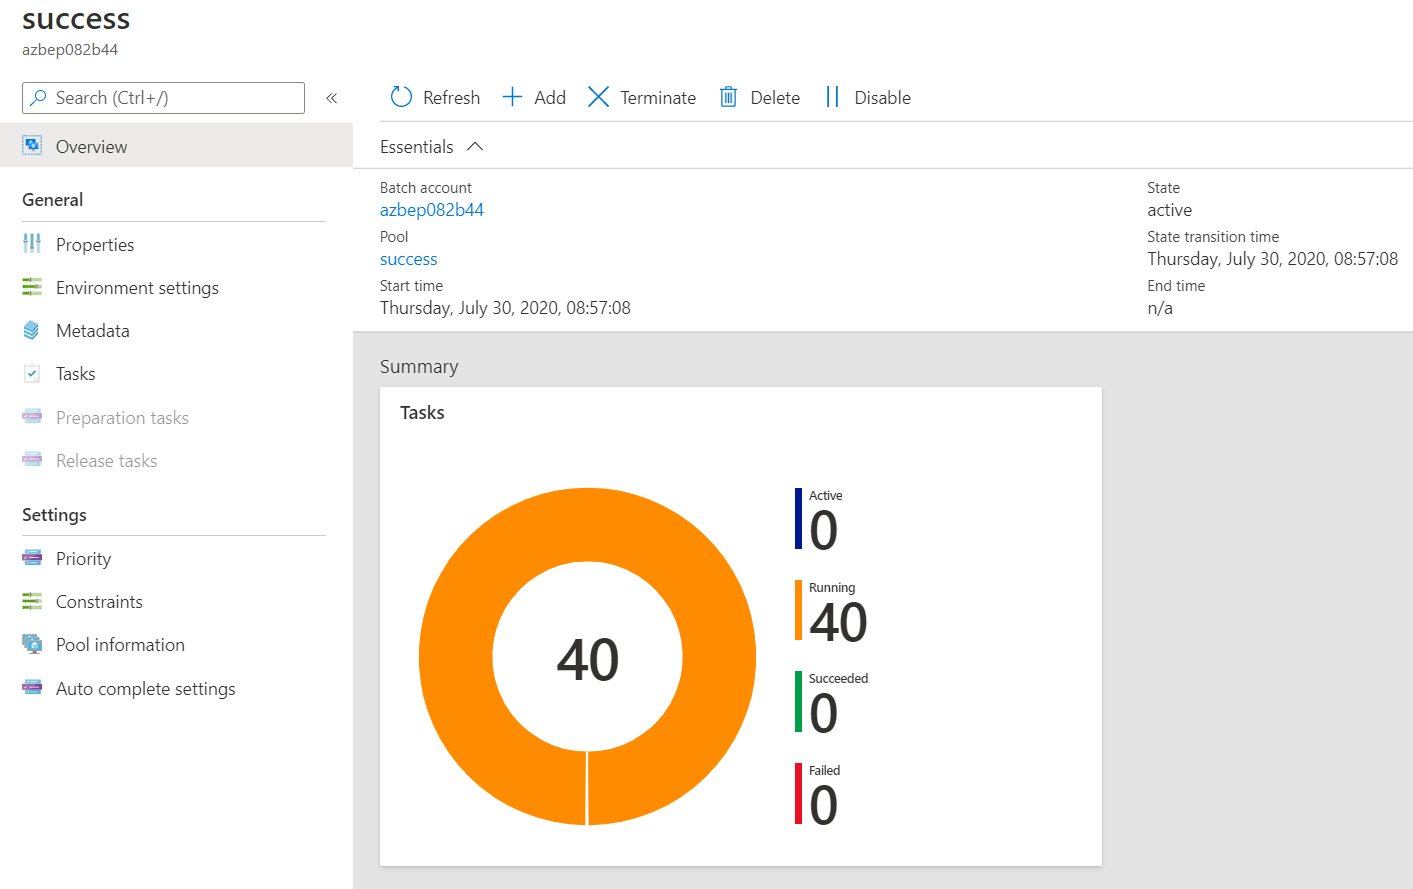 success
azbep082b44
Search (Ctrl+/)
«
Refresh
Add
Terminate
Delete
Disable
Overview
Essentials
General
Properties
Environment settings
Metadata
Tasks
Preparation tasks
Release tasks
Settings
Priority
Constraints
Pool information
Auto complete settings
Batch account
azbep082b44
Pool
success
Start time
Thursday, July 30, 2020, 08:57:08
State
active
State transition time
Thursday, July 30, 2020, 08:57:08
End time
n/a
Summary
Tasks
40
Active
0
Running
40
Succeeded
0
Failed
0